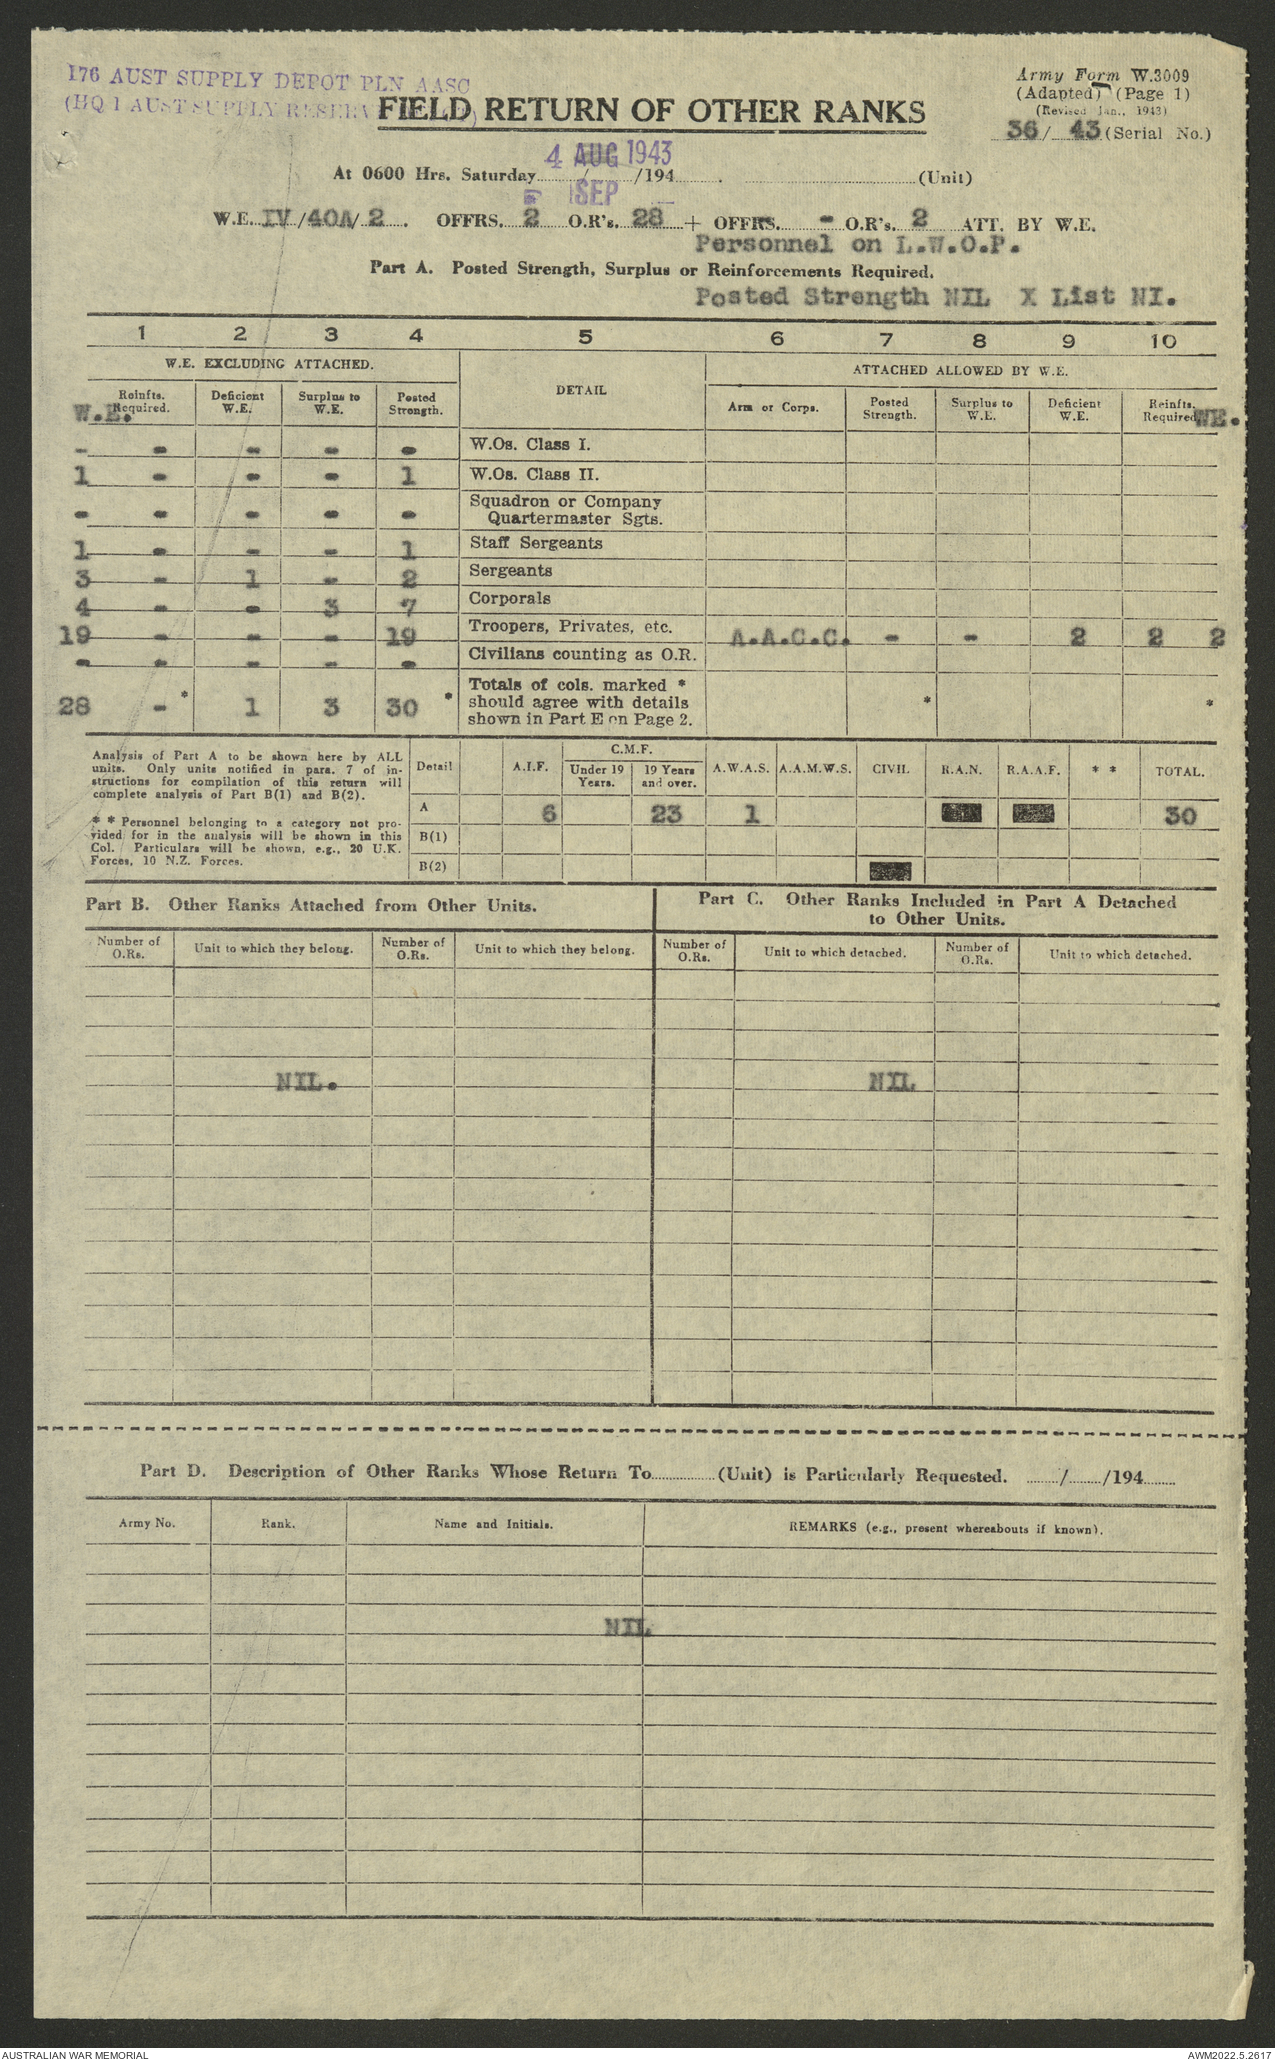 176 AUST SUPPLY DEPOT PLN AASC
(HQ 1 AUST SUPPLY RESERV
FIELD RETURN OF OTHER RANKS
Army Form W.3009
(Adapted) (Page 1)
(Revised Jan., 1943)
36/ 43 (Serial No.)
4 AUG 1943
At 0600 Hrs. Saturday......../......../194........ . ........................(Unit)
SEP
W.E. IV/40A/2. OFFRS. 2 O.R's. 28 + OFFRS. - O.R's. 2 ATT. BY W.E.
Personnel on L.W.O.P.
Part A. Posted Strength, Surplus or Reinforcements Required.
Posted Strength NIL X List NI.
1 2 3 4 5 6 7 8 9 10
W.E. EXCLUDING ATTACHED. DETAIL ATTACHED ALLOWED BY W.E.
W.E. Reinfts. Required. Deficient W.E. Surplus to W.E. Posted Strength. Arm or Corps. Posted Strength. Surplus to W.E. Deficient W.E. Reinfts. Required WE.
- - - - - W.Os. Class I.
1 - - - 1 W.Os. Class II.
- - - - - Squadron or Company
Quartermaster Sgts.
1 - - - 1 Staff Sergeants
3 - 1 - 2 Sergeants
4 - - 3 7 Corporals
19 - - - 19 Troopers, Privates, etc. A.A.C.C. - - 2 2 2
- - - - - Civilians counting as O.R.
28 - * 1 3 30 * Totals of cols. marked * should agree with details shown in Part E on Page 2. * *
Analysis of Part A to be shown here by ALL
units. Only units notified in para. 7 of in-
structions for compilation of this return will
complete analysis of Part B(1) and B(2).
* * Personnel belonging to a category not pro-
vided for in the analysis will be shown in this
Col. Particulars will be shown, e.g., 20 U.K.
Forces, 10 N.Z. Forces.
Detail A.I.F. C.M.F. Under 19 Years. 19 Years and over. A.W.A.S. A.A.M.W.S. CIVIL R.A.N. R.A.A.F. * * TOTAL.
A 6 23 1 30
B(1)
B(2)
Part B. Other Ranks Attached from Other Units.
Part C. Other Ranks Included in Part A Detached
to Other Units.
Number of O.Rs. Unit to which they belong. Number of O.Rs. Unit to which they belong. Number of O.Rs. Unit to which detached. Number of O.Rs. Unit to which detached.
NIL. NIL
Part D. Description of Other Ranks Whose Return To............(Unit) is Particularly Requested. ......../......../194........
Army No. Rank. Name and Initials. REMARKS (e.g., present whereabouts if known).
NIL
AUSTRALIAN WAR MEMORIAL AWM2022.5.2617